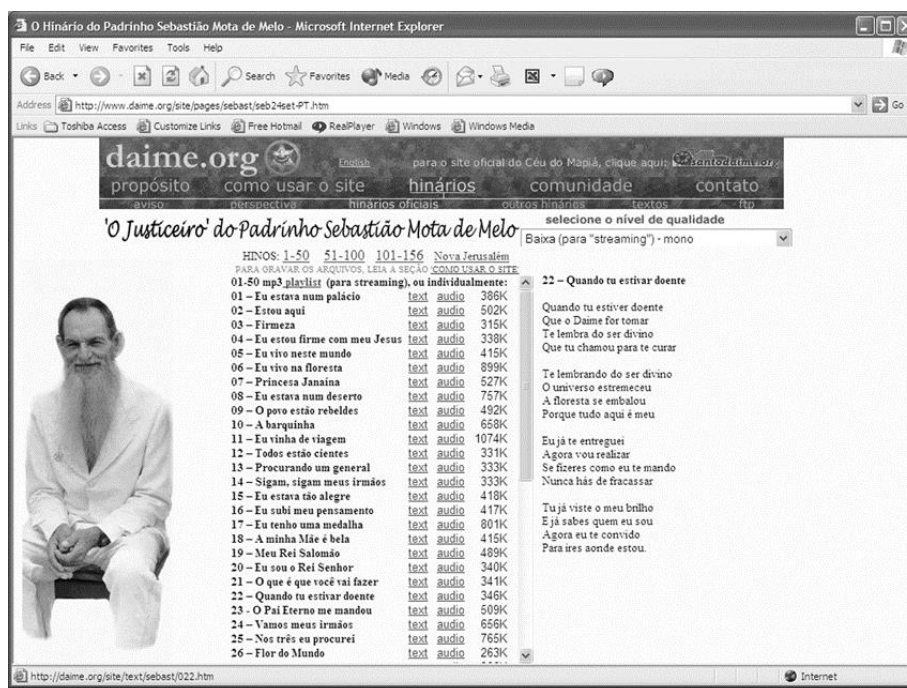 O Hinário do Padrinho Sebastião Mota de Melo - Microsoft Internet Explorer
File Edit View Favorites Tools Help
Back Search Favorites Media
Address http://www.daime.org/site/pages/sebast/seb24set-PT.htm Go
Links Toshiba Access Customize Links Free Hotmail RealPlayer Windows Windows Media
daime.org English para o site oficial do Céu do Mapiá, clique aqui: santodaime.org
propósito como usar o site hinários comunidade contato
aviso perspectiva hinários oficiais outros hinários textos ftp
'O Justiceiro' do Padrinho Sebastião Mota de Melo
selecione o nível de qualidade
Baixa (para "streaming") - mono
HINOS: 1-50 51-100 101-156 Nova Jerusalém
PARA GRAVAR OS ARQUIVOS, LEIA A SEÇÃO 'COMO USAR O SITE'
01-50 mp3 playlist (para streaming), ou individualmente:
01 – Eu estava num palácio text audio 386K
02 – Estou aqui text audio 502K
03 – Firmeza text audio 315K
04 – Eu estou firme com meu Jesus text audio 338K
05 – Eu vivo neste mundo text audio 415K
06 – Eu vivo na floresta text audio 899K
07 – Princesa Janaína text audio 527K
08 – Eu estava num deserto text audio 757K
09 – O povo estão rebeldes text audio 492K
10 – A barquinha text audio 658K
11 – Eu vinha de viagem text audio 1074K
12 – Todos estão cientes text audio 331K
13 – Procurando um general text audio 333K
14 – Sigam, sigam meus irmãos text audio 333K
15 – Eu estava tão alegre text audio 418K
16 – Eu subi meu pensamento text audio 417K
17 – Eu tenho uma medalha text audio 801K
18 – A minha Mãe é bela text audio 415K
19 – Meu Rei Salomão text audio 489K
20 – Eu sou o Rei Senhor text audio 340K
21 – O que é que você vai fazer text audio 341K
22 – Quando tu estivar doente text audio 346K
23 - O Pai Eterno me mandou text audio 509K
24 – Vamos meus irmãos text audio 656K
25 – Nos três eu procurei text audio 765K
26 – Flor do Mundo text audio 263K
22 – Quando tu estivar doente
Quando tu estiver doente
Que o Daime for tomar
Te lembra do ser divino
Que tu chamou para te curar
Te lembrando do ser divino
O universo estremeceu
A floresta se embalou
Porque tudo aqui é meu
Eu já te entreguei
Agora vou realizar
Se fizeres como eu te mando
Nunca hás de fracassar
Tu já viste o meu brilho
E já sabes quem eu sou
Agora eu te convido
Para ires aonde estou.
http://daime.org/site/text/sebast/022.htm Internet